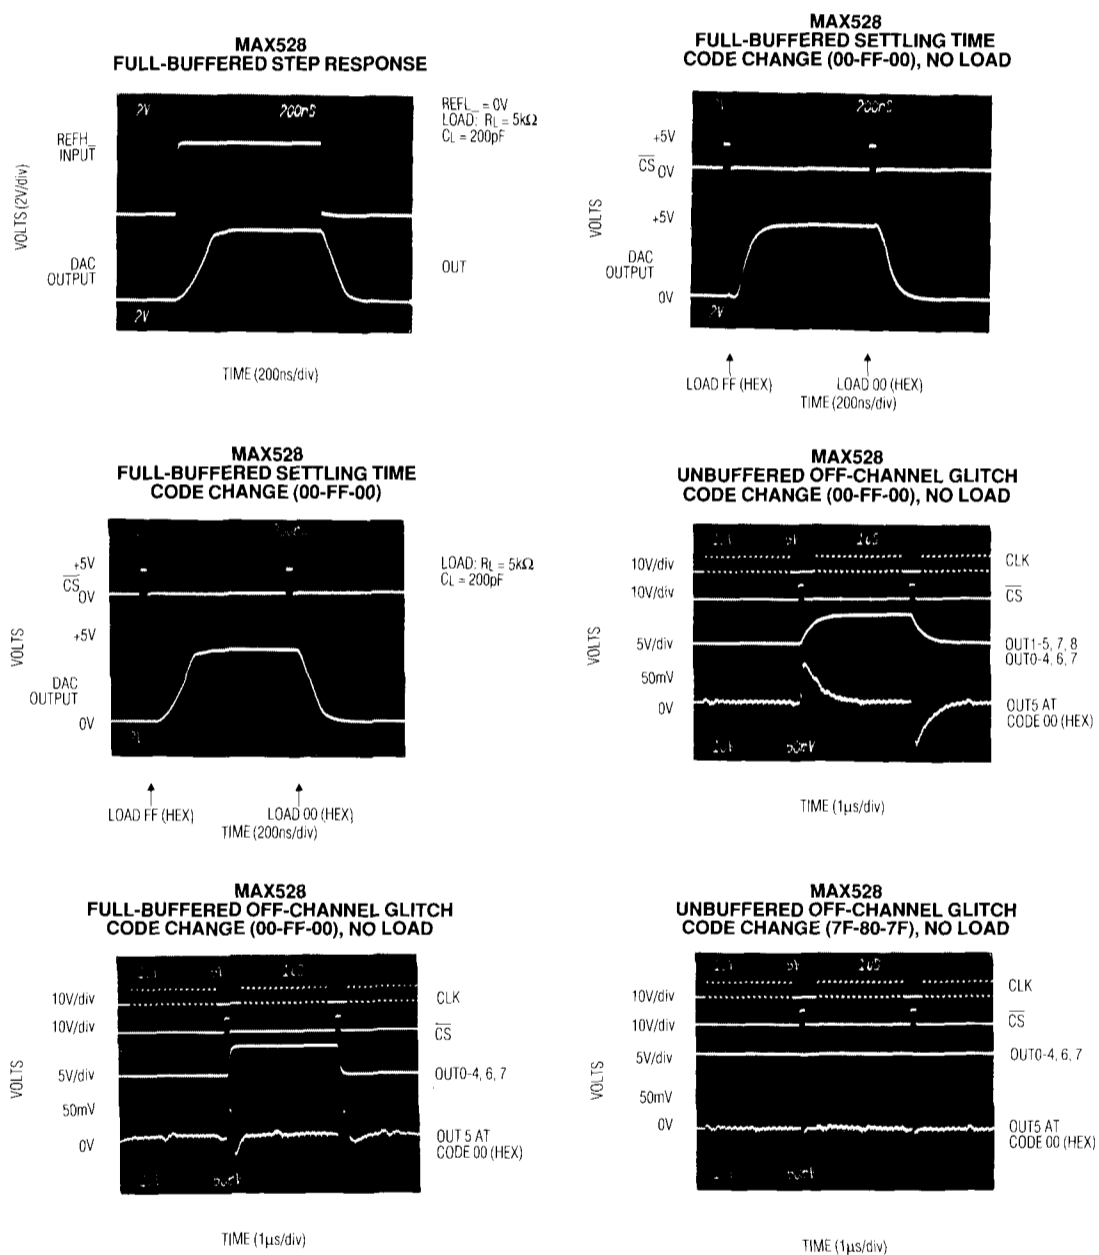 MAX528
FULL-BUFFERED STEP RESPONSE
2V
200nS
REFH_
INPUT
VOLTS (2V/div)
DAC
OUTPUT
2V
REFL_ = 0V
LOAD: RL = 5kΩ
CL = 200pF
OUT
TIME (200ns/div)
MAX528
FULL-BUFFERED SETTLING TIME
CODE CHANGE (00-FF-00), NO LOAD
200nS
+5V
CS
0V
+5V
VOLTS
DAC
OUTPUT
0V
2V
LOAD FF (HEX)
LOAD 00 (HEX)
TIME (200ns/div)
MAX528
FULL-BUFFERED SETTLING TIME
CODE CHANGE (00-FF-00)
+5V
CS
0V
+5V
VOLTS
DAC
OUTPUT
0V
LOAD: RL = 5kΩ
CL = 200pF
LOAD FF (HEX)
LOAD 00 (HEX)
TIME (200ns/div)
MAX528
UNBUFFERED OFF-CHANNEL GLITCH
CODE CHANGE (00-FF-00), NO LOAD
10V/div
10V/div
VOLTS
5V/div
50mV
0V
CLK
CS
OUT1-5, 7, 8
OUT0-4, 6, 7
OUT5 AT
CODE 00 (HEX)
50mV
TIME (1µs/div)
MAX528
FULL-BUFFERED OFF-CHANNEL GLITCH
CODE CHANGE (00-FF-00), NO LOAD
10V/div
10V/div
VOLTS
5V/div
50mV
0V
CLK
CS
OUT0-4, 6, 7
OUT 5 AT
CODE 00 (HEX)
TIME (1µs/div)
MAX528
UNBUFFERED OFF-CHANNEL GLITCH
CODE CHANGE (7F-80-7F), NO LOAD
10V/div
10V/div
VOLTS
5V/div
50mV
0V
CLK
CS
OUT0-4, 6, 7
OUT5 AT
CODE 00 (HEX)
TIME (1µs/div)